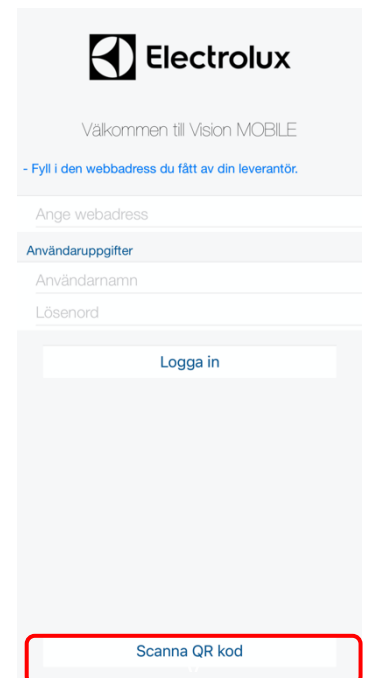 Electrolux
Välkommen till Vision MOBILE
- Fyll i den webbadress du fått av din leverantör.
Ange webadress
Användaruppgifter
Användarnamn
Lösenord
Logga in
Scanna QR kod